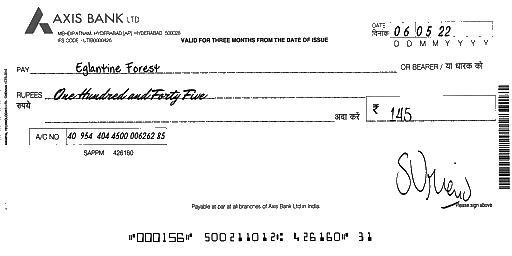 AXIS BANK LTD
MEHDIPATNAM, HYDERABAD [AP] HYDERABAD 500028
IFS CODE - UTIB0000426
VALID FOR THREE MONTHS FROM THE DATE OF ISSUE
DATE
दिनांक 06 05 22
D D M M Y Y Y Y
PAY Eglantine Forest OR BEARER / या धारक को
RUPEES One Hundred and Forty Five
रुपये अदा करें ₹ 145
A/C NO 40 954 404 4500 006262 85
SAPPM 426160
Payable at par at all branches of Axis Bank Ltd in India.
Please sign above
"000156" 500211012: 426160" 31